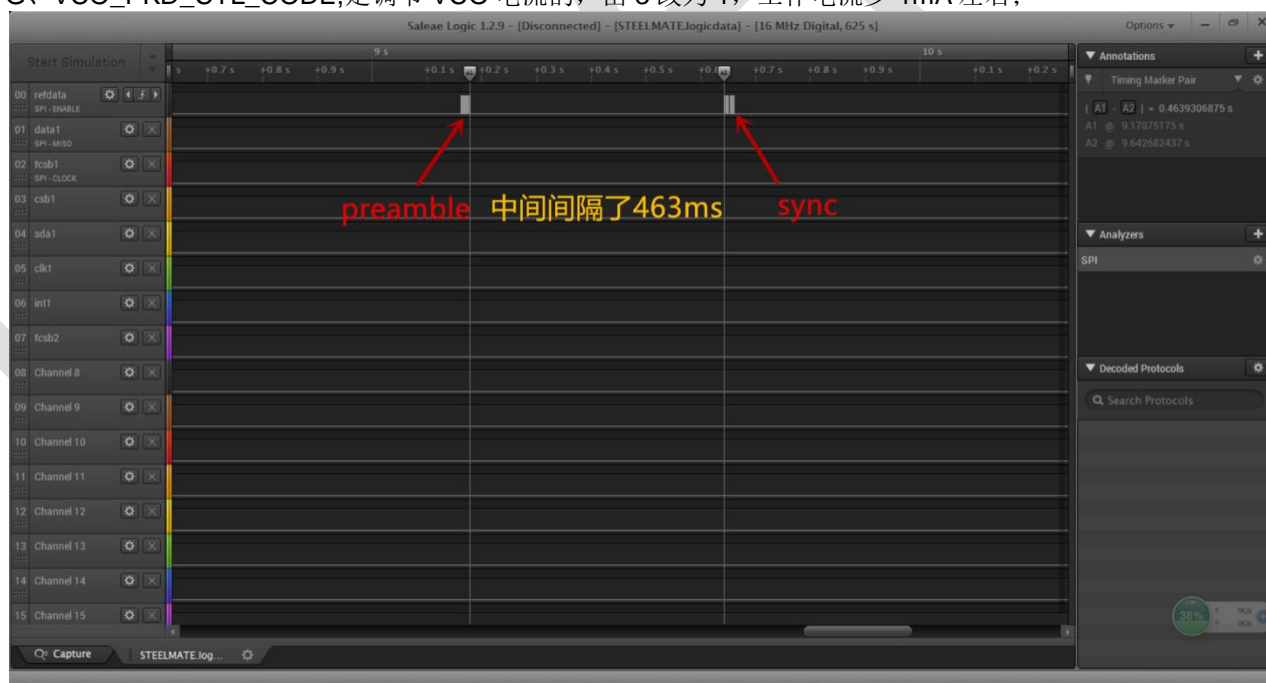 Saleae Logic 1.2.9 - [Disconnected] - [STEELMATE.logicdata] - [16 MHz Digital, 625 s]
Options
Start Simulation
9 s
10 s
s +0.7 s +0.8 s +0.9 s +0.1 s +0.2 s +0.3 s +0.4 s +0.5 s +0.7 s +0.8 s +0.9 s +0.1 s +0.2 s
A1
A2
Annotations
Timing Marker Pair
| A1 - A2 | = 0.4639306875 s
A1 @ 9.17875175 s
A2 @ 9.642682437 s
00 refdata
SPI - ENABLE
01 data1
SPI - MISO
02 fcsb1
SPI - CLOCK
03 csb1
preamble 中间间隔了463ms sync
04 sda1
05 clk1
06 int1
07 fcsb2
08 Channel 8
09 Channel 9
10 Channel 10
11 Channel 11
12 Channel 12
13 Channel 13
14 Channel 14
15 Channel 15
Analyzers
SPI
Decoded Protocols
Search Protocols
38%
0K/s
0K/s
Capture
STEELMATE.log...